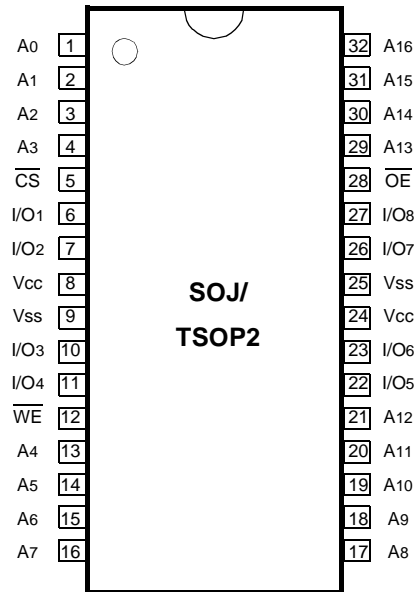 A0 1 32 A16
A1 2 31 A15
A2 3 30 A14
A3 4 29 A13
C̅S̅ 5 28 O̅E̅
I/O1 6 27 I/O8
I/O2 7 26 I/O7
Vcc 8 25 Vss
SOJ/
Vss 9 24 Vcc
TSOP2
I/O3 10 23 I/O6
I/O4 11 22 I/O5
W̅E̅ 12 21 A12
A4 13 20 A11
A5 14 19 A10
A6 15 18 A9
A7 16 17 A8